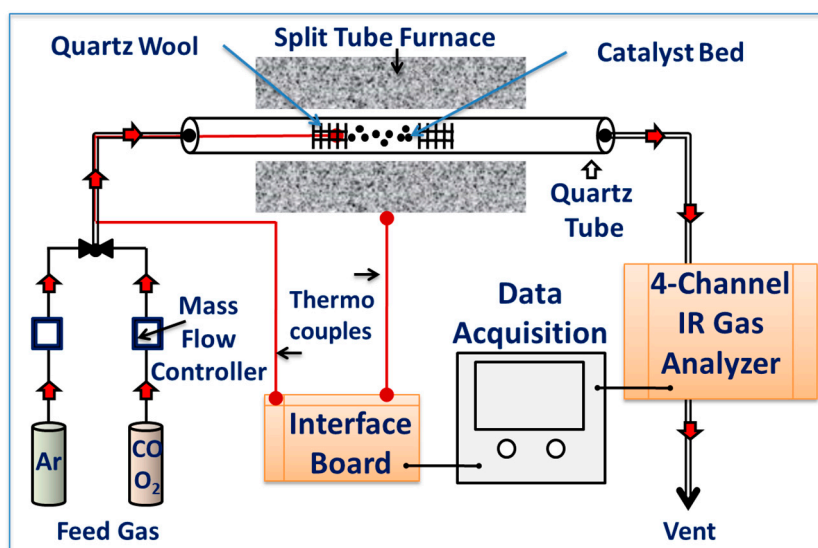 Quartz Wool
Split Tube Furnace
Catalyst Bed
Quartz
Tube
Mass
Flow
Controller
Thermo
couples
Data
Acquisition
4-Channel
IR Gas
Analyzer
Interface
Board
Ar
CO
O₂
Feed Gas
Vent